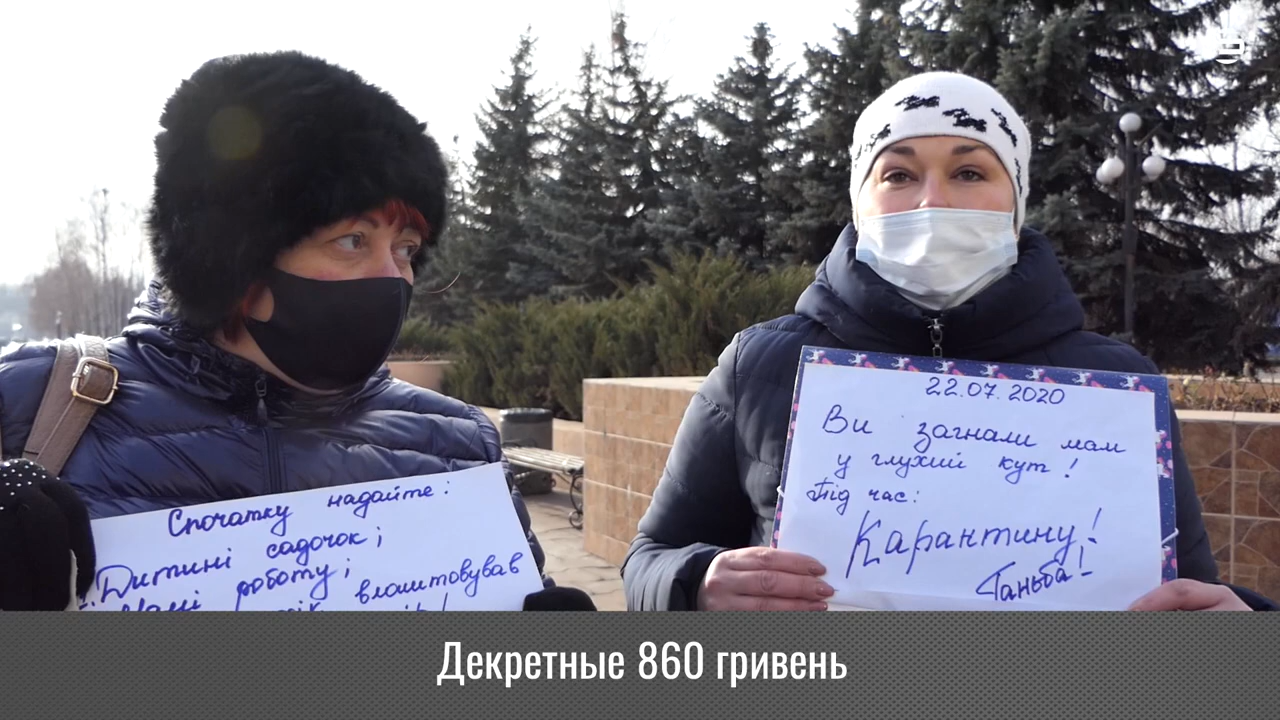 Спочатку надайте:
Дитині садочок;
роботу;
влаштовував
22.07.2020
Ви загнали мам
у глухий кут!
Під час:
Карантину!
Ганьба!
Декретные 860 гривень